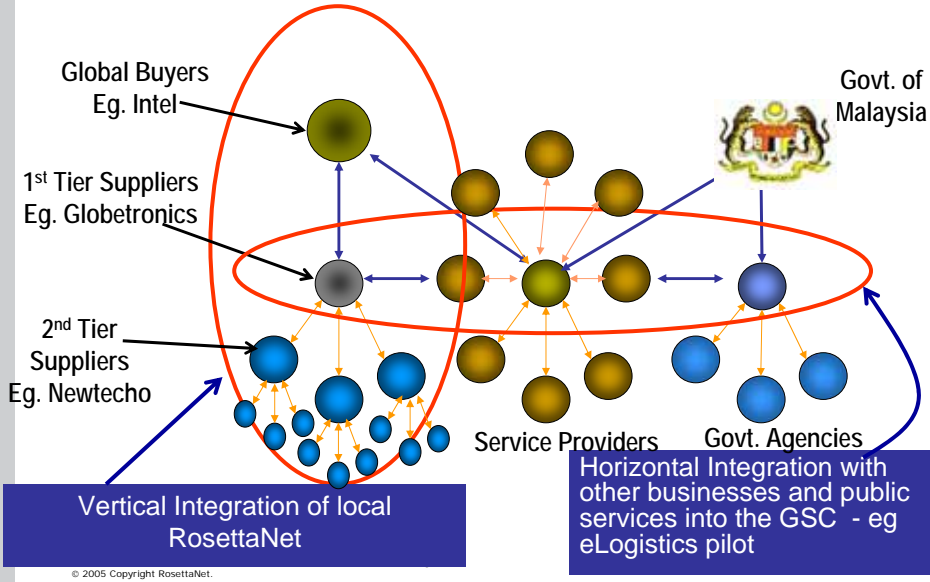 Global Buyers
Eg. Intel
Govt. of
Malaysia
1st Tier Suppliers
Eg. Globetronics
2nd Tier
Suppliers
Eg. Newtecho
Service Providers
Govt. Agencies
Vertical Integration of local
RosettaNet
Horizontal Integration with
other businesses and public
services into the GSC - eg
eLogistics pilot
© 2005 Copyright RosettaNet.